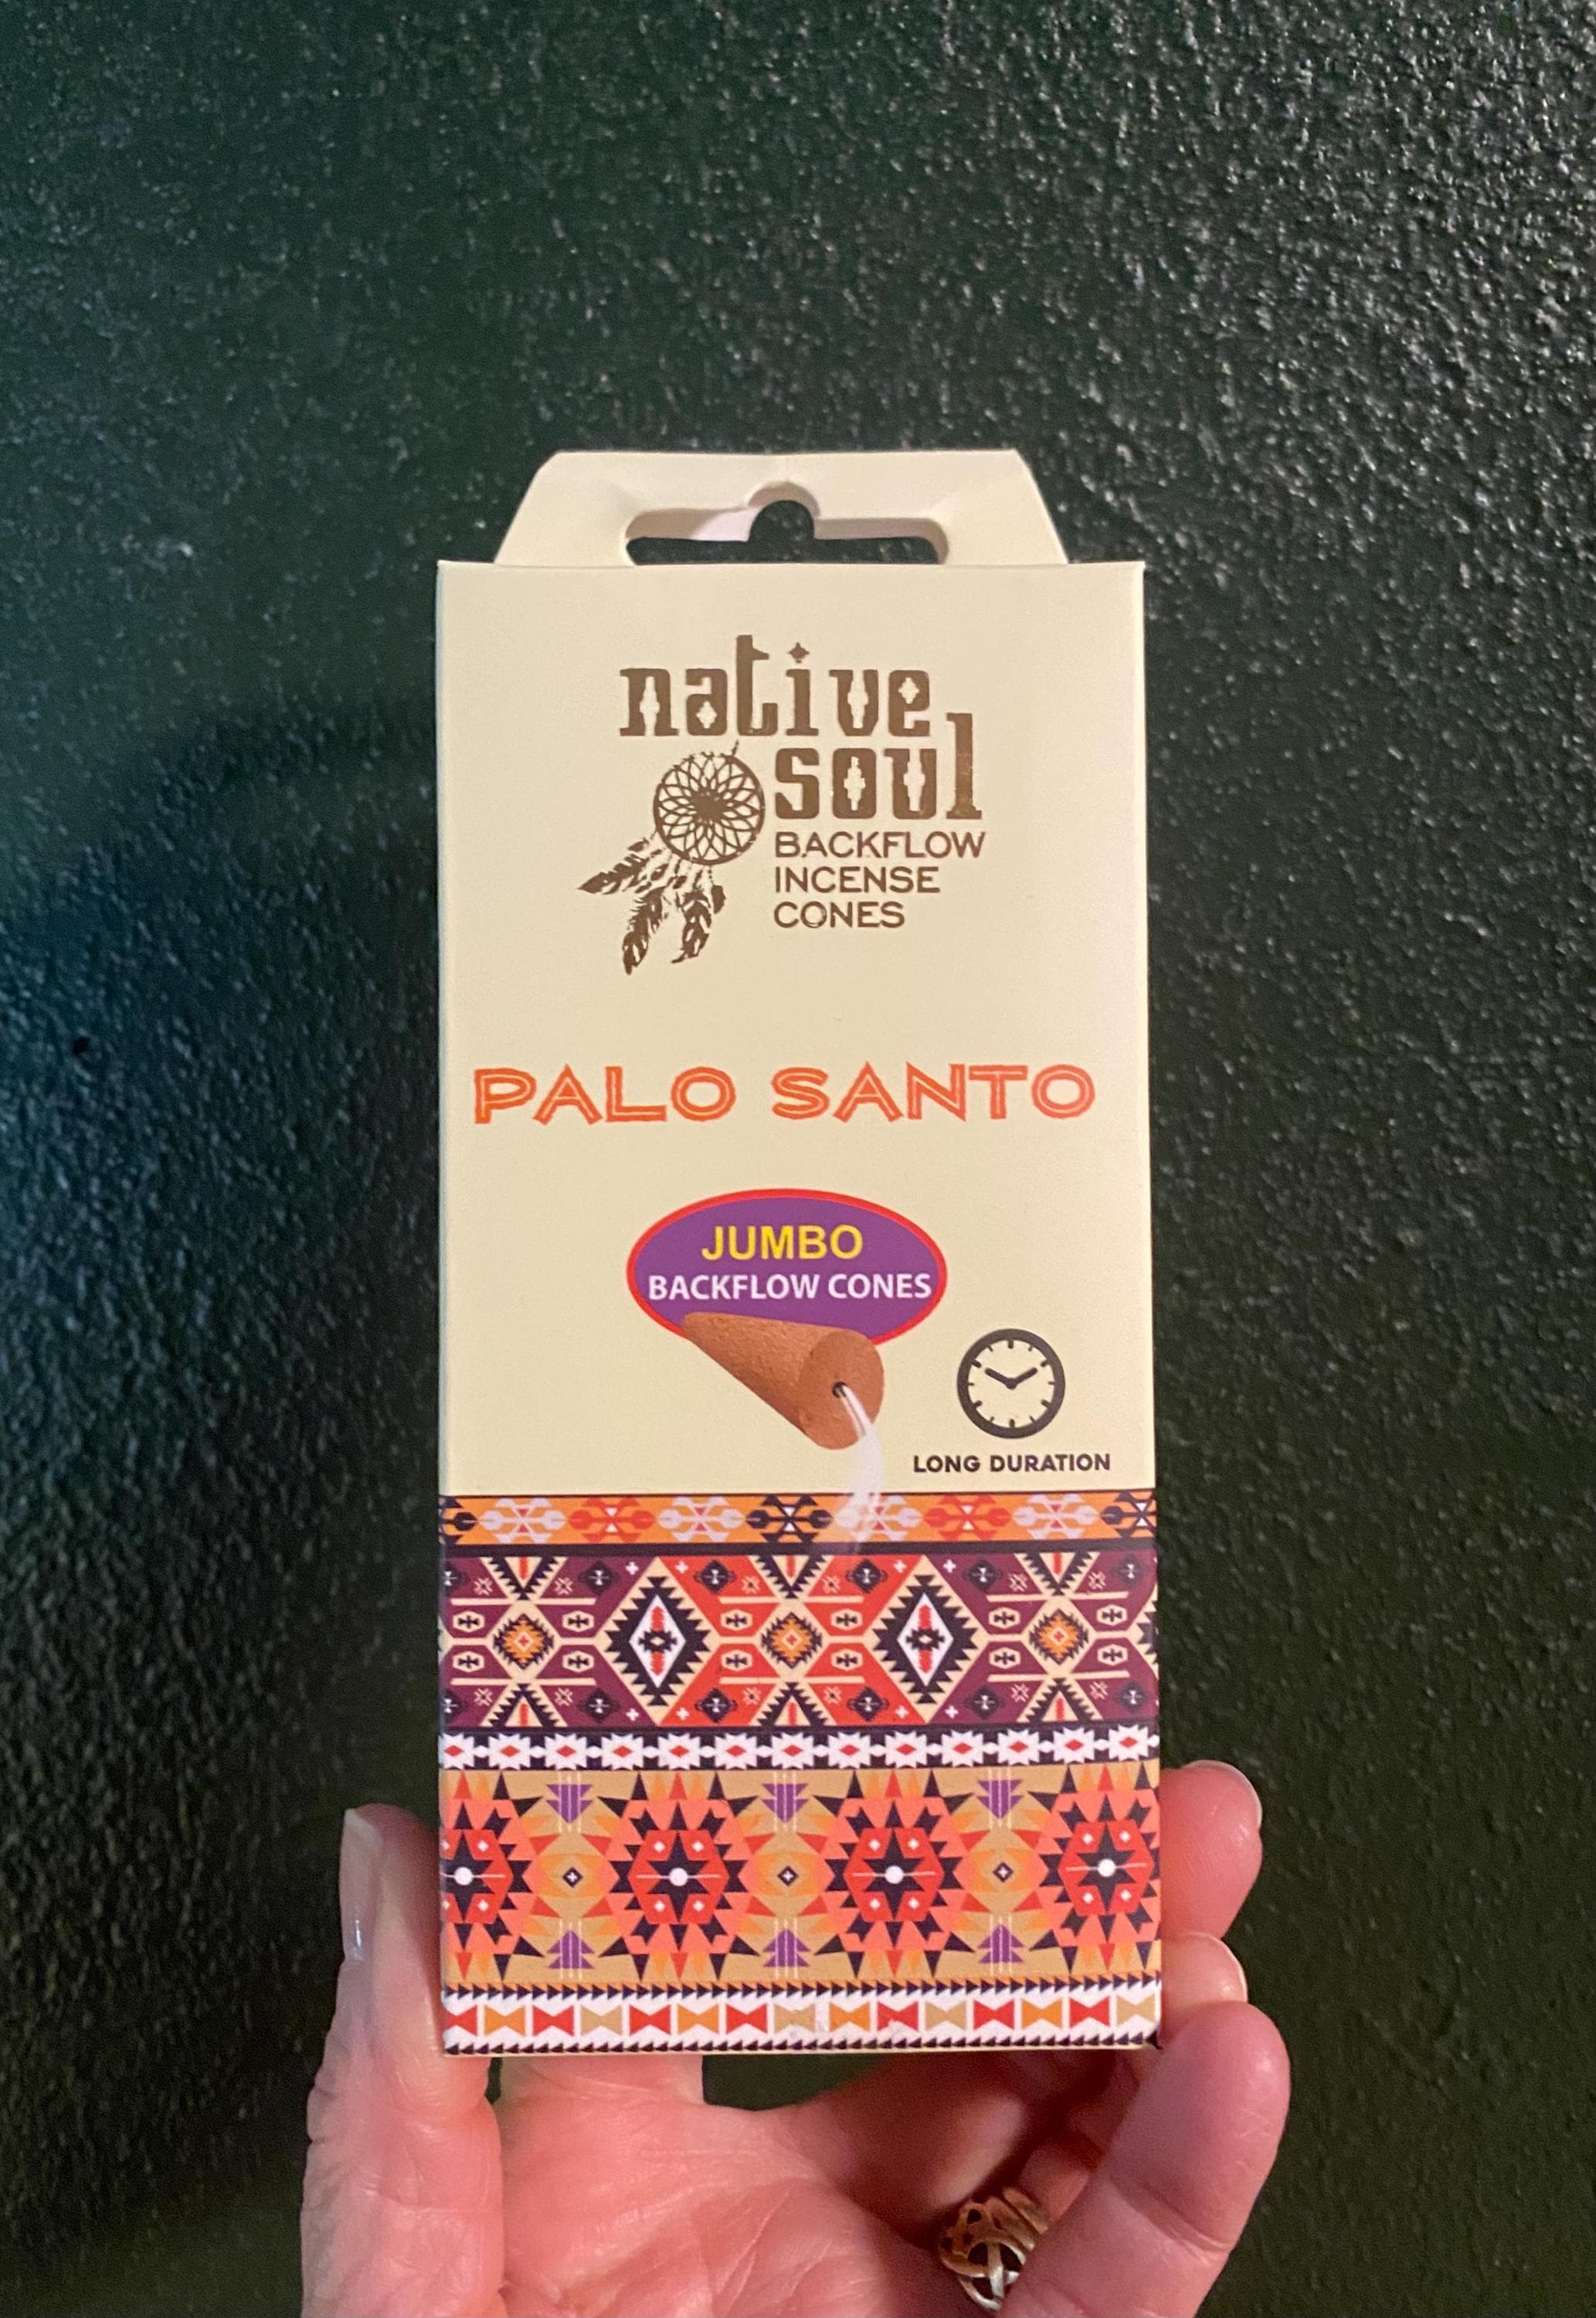 native
soul
BACKFLOW
INCENSE
CONES
PALO SANTO
JUMBO
BACKFLOW CONES
LONG DURATION